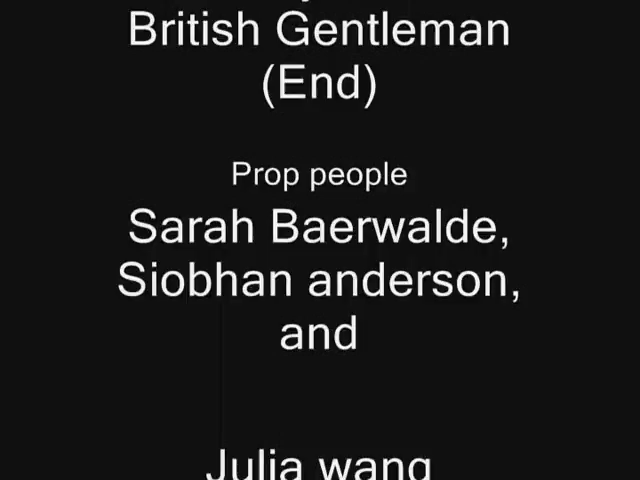 British Gentleman
(End)
Prop people
Sarah Baerwalde,
Siobhan anderson,
and
Julia wang